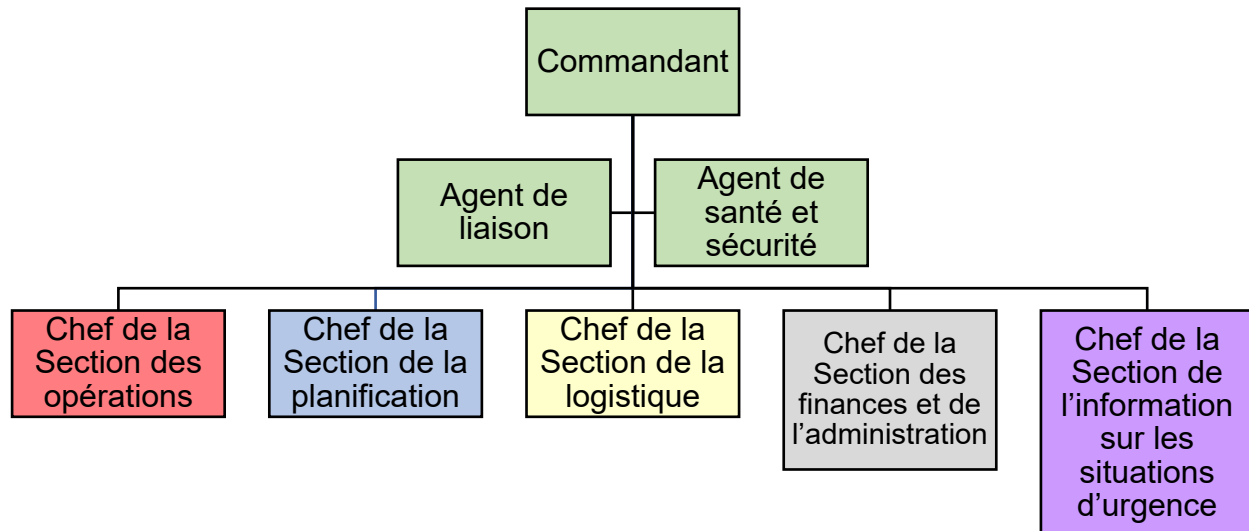 Commandant
Agent de
liaison
Agent de
santé et
sécurité
Chef de la
Section des
opérations
Chef de la
Section de la
planification
Chef de la
Section de la
logistique
Chef de la
Section des
finances et de
l’administration
Chef de la
Section de
l’information
sur les
situations
d’urgence